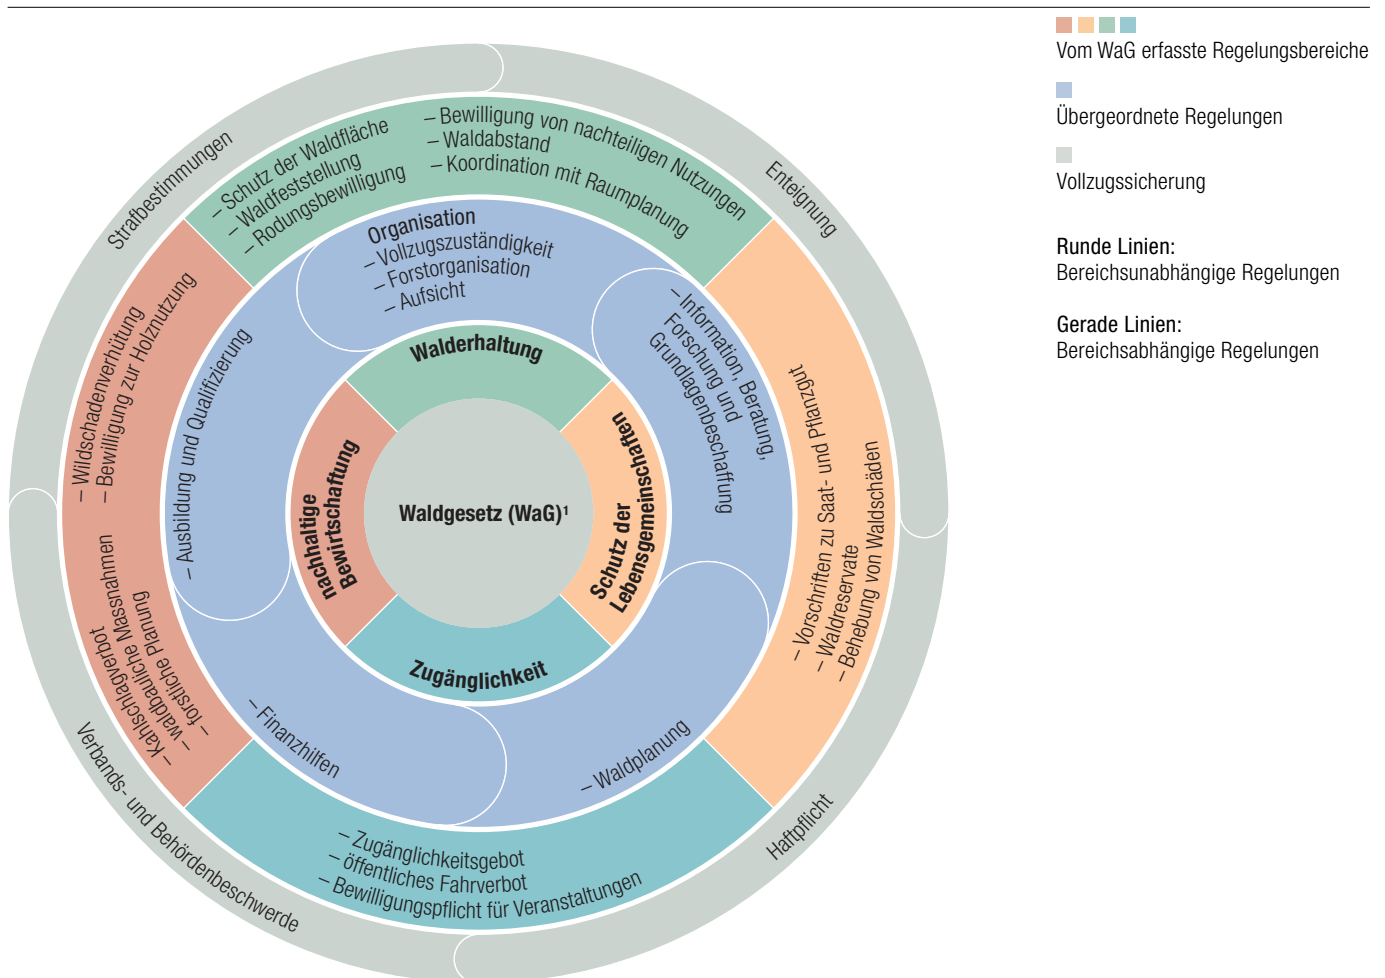 Strafbestimmungen
Enteignung
Haftpflicht
Verbands- und Behördenbeschwerde
– Schutz der Waldfläche
– Waldfeststellung
– Rodungsbewilligung
– Bewilligung von nachteiligen Nutzungen
– Waldabstand
– Koordination mit Raumplanung
– Vorschriften zu Saat- und Pflanzgut
– Waldreservate
– Behebung von Waldschäden
– Zugänglichkeitsgebot
– öffentliches Fahrverbot
– Bewilligungspflicht für Veranstaltungen
– Wildschadenverhütung
– Bewilligung zur Holznutzung
– Kahlschlagverbot
– waldbauliche Massnahmen
– forstliche Planung
Organisation
– Vollzugszuständigkeit
– Forstorganisation
– Aufsicht
– Information, Beratung,
Forschung und
Grundlagenbeschaffung
– Waldplanung
– Finanzhilfen
– Ausbildung und Qualifizierung
Walderhaltung
Schutz der
Lebensgemeinschaften
Zugänglichkeit
nachhaltige
Bewirtschaftung
Waldgesetz (WaG)¹
Vom WaG erfasste Regelungsbereiche
Übergeordnete Regelungen
Vollzugssicherung
Runde Linien:
Bereichsunabhängige Regelungen
Gerade Linien:
Bereichsabhängige Regelungen